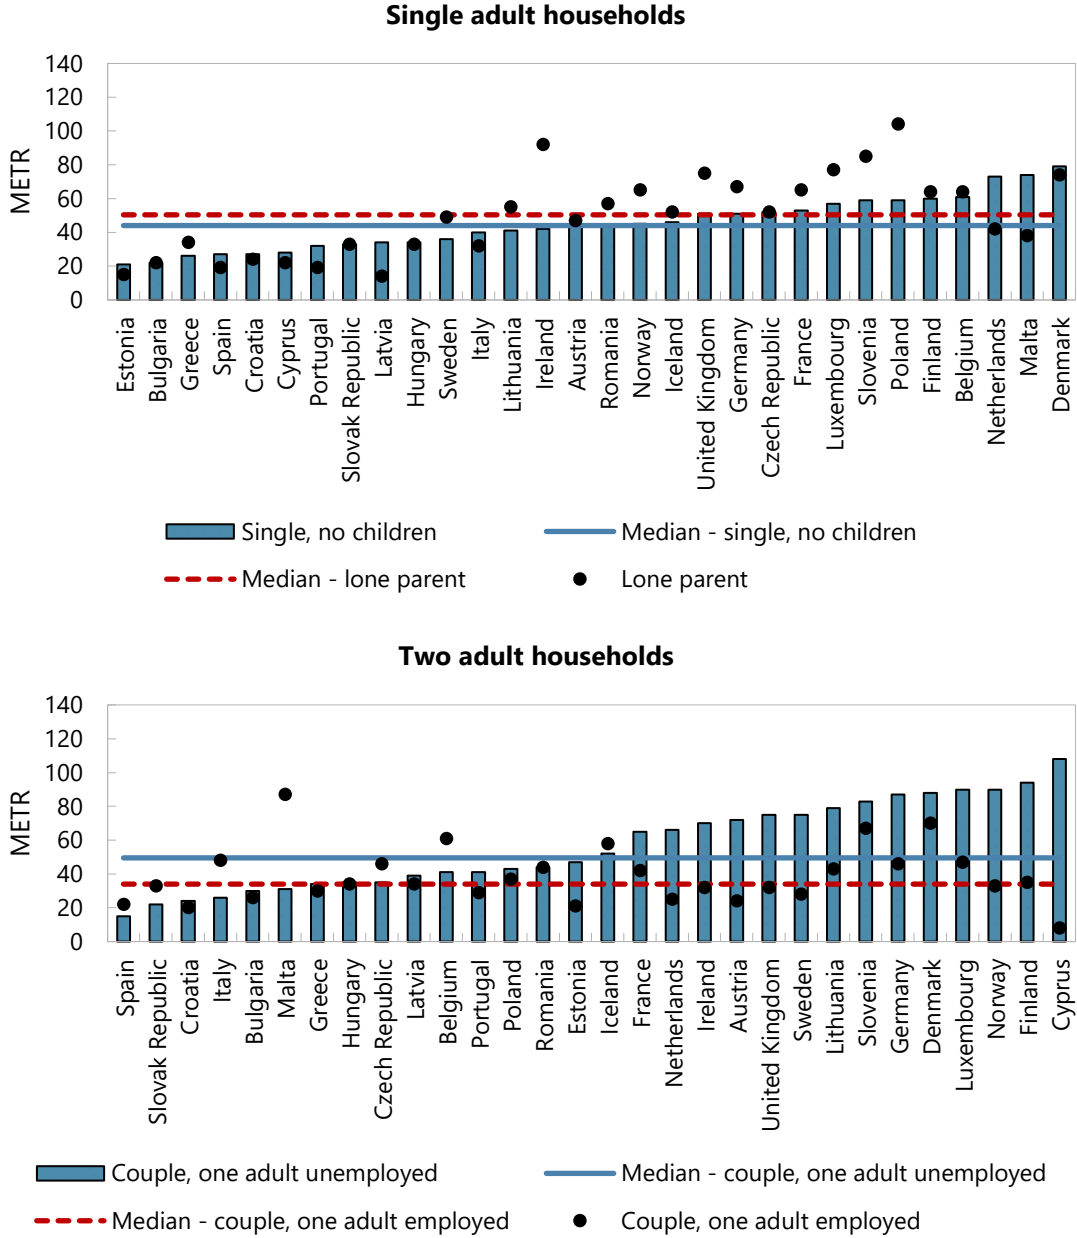 Single adult households
140
120
100
80
60
40
20
0
METR
Estonia
Bulgaria
Greece
Spain
Croatia
Cyprus
Portugal
Slovak Republic
Latvia
Hungary
Sweden
Italy
Lithuania
Ireland
Austria
Romania
Norway
Iceland
United Kingdom
Germany
Czech Republic
France
Luxembourg
Slovenia
Poland
Finland
Belgium
Netherlands
Malta
Denmark
Single, no children
Median - single, no children
Median - lone parent
Lone parent
Two adult households
140
120
100
80
60
40
20
0
METR
Spain
Slovak Republic
Croatia
Italy
Bulgaria
Malta
Greece
Hungary
Czech Republic
Latvia
Belgium
Portugal
Poland
Romania
Estonia
Iceland
France
Netherlands
Ireland
Austria
United Kingdom
Sweden
Lithuania
Slovenia
Germany
Denmark
Luxembourg
Norway
Finland
Cyprus
Couple, one adult unemployed
Median - couple, one adult unemployed
Median - couple, one adult employed
Couple, one adult employed